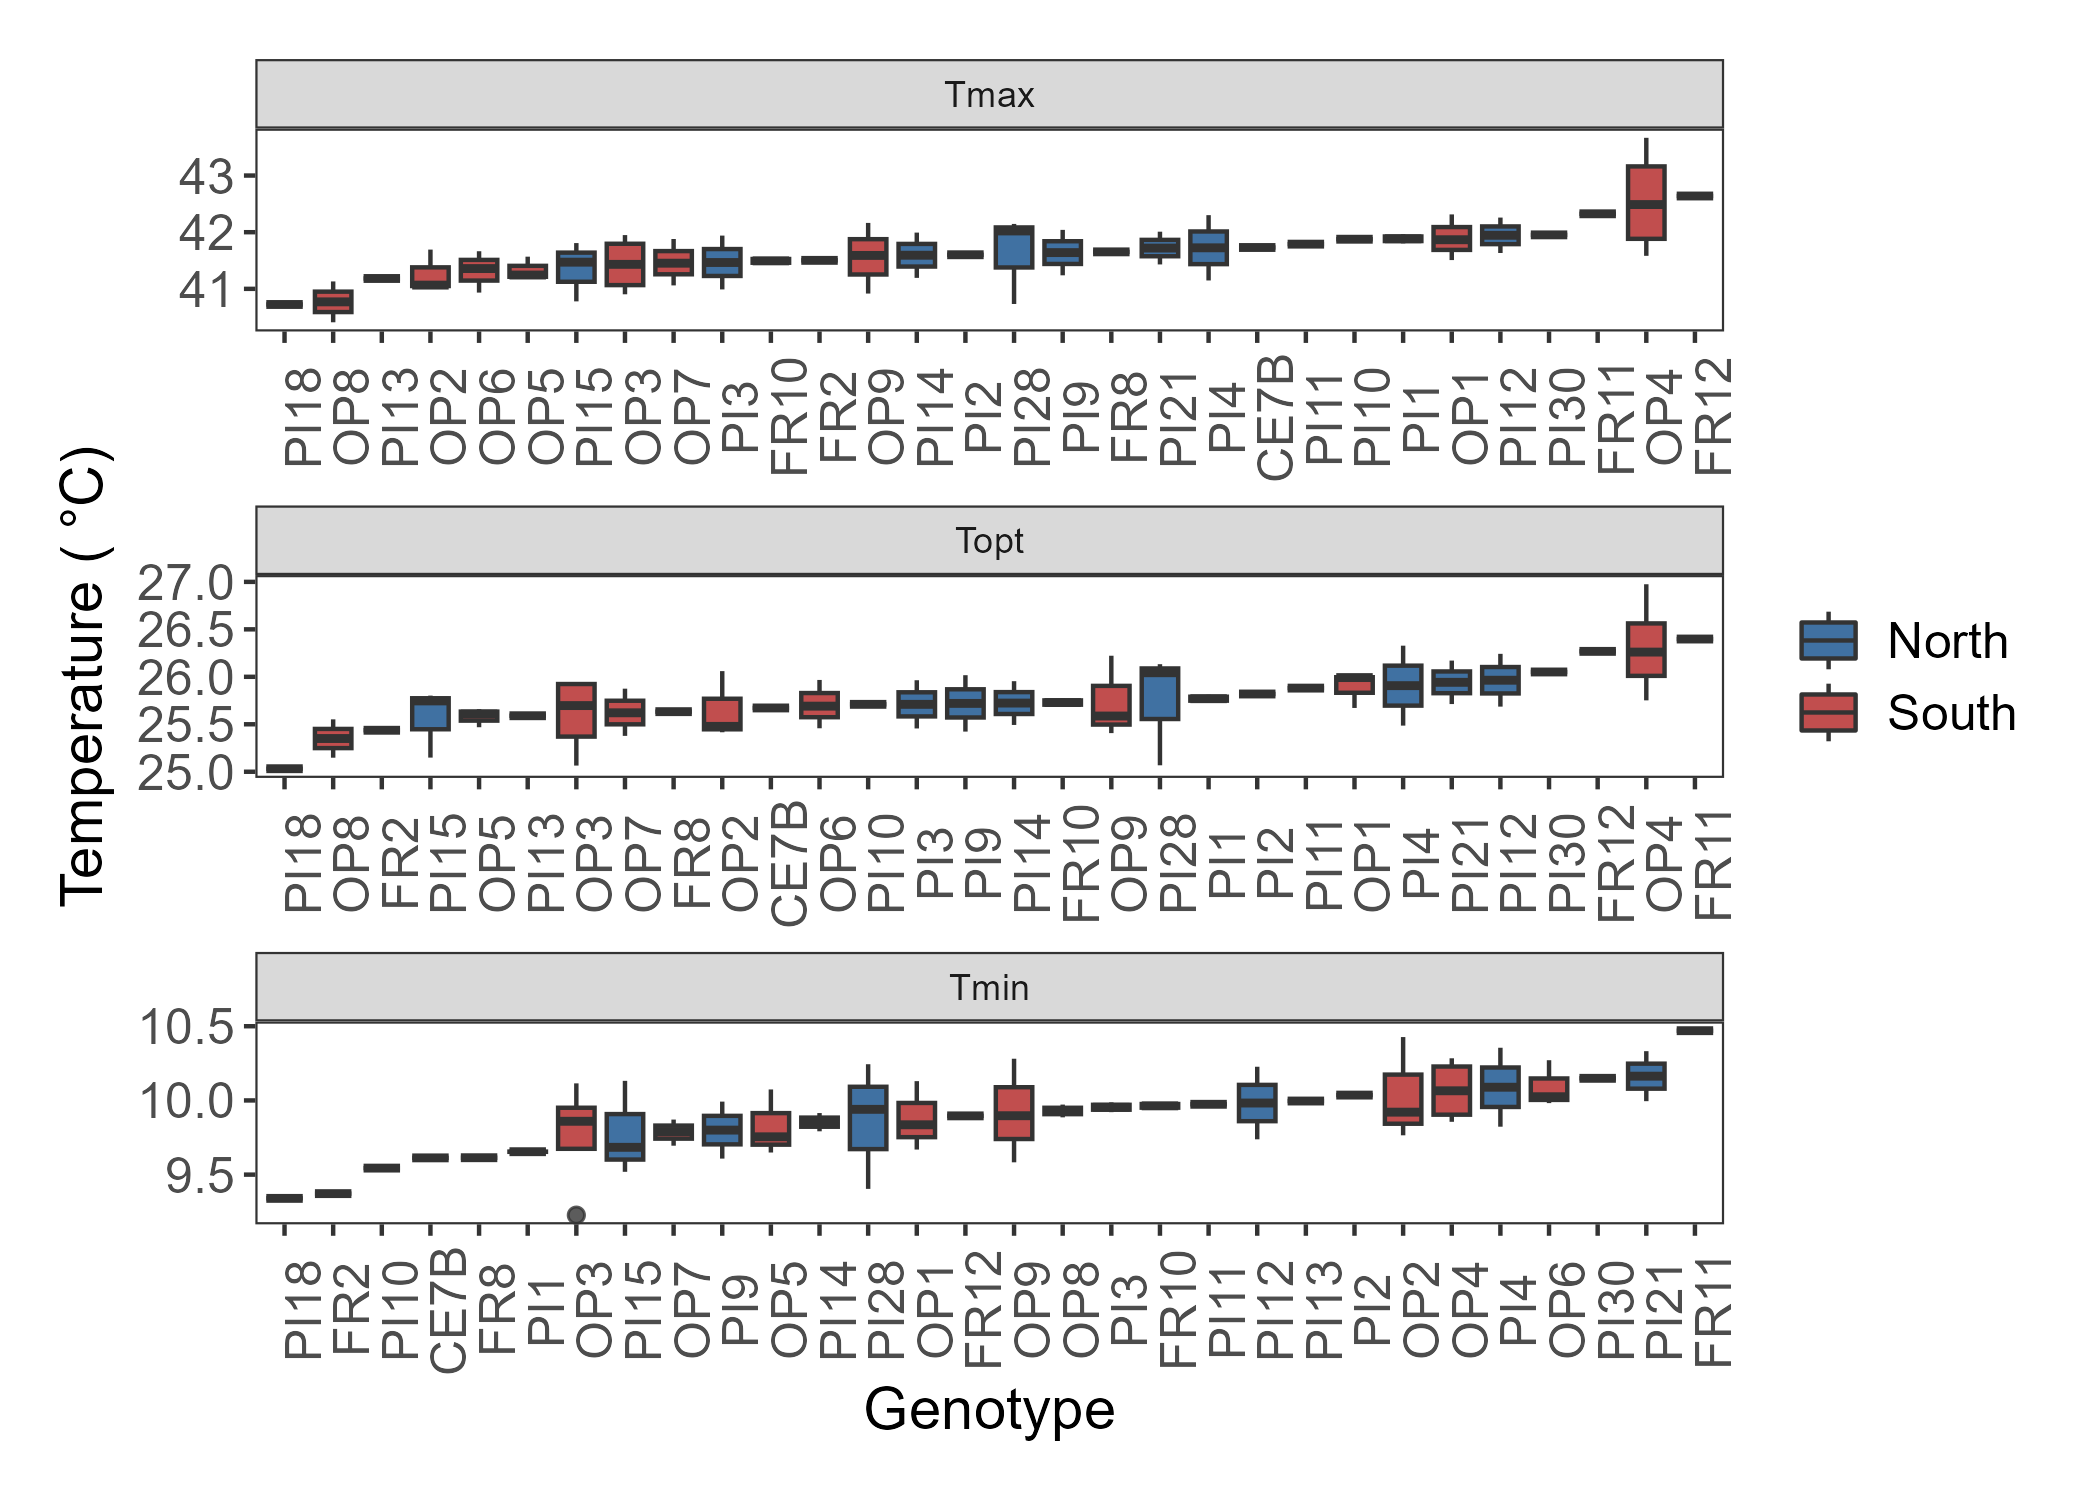 Tmax
43
42
41
PI18 OP8 PI13 OP2 OP6 OP5 PI15 OP3 OP7 PI3 FR10 FR2 OP9 PI14 PI2 PI28 PI9 FR8 PI21 PI4 CE7B PI11 PI10 PI1 OP1 PI12 PI30 FR11 OP4 FR12
Temperature ( °C)
Topt
27.0
26.5
26.0
25.5
25.0
PI18 OP8 FR2 PI15 OP5 PI13 OP3 OP7 FR8 OP2 CE7B OP6 PI10 PI3 PI9 PI14 FR10 OP9 PI28 PI1 PI2 PI11 OP1 PI4 PI21 PI12 PI30 FR12 OP4 FR11
North
South
Tmin
10.5
10.0
9.5
PI18 FR2 PI10 CE7B FR8 PI1 OP3 PI15 OP7 PI9 OP5 PI14 PI28 OP1 FR12 OP9 OP8 PI3 FR10 PI11 PI12 PI13 PI2 OP2 OP4 PI4 OP6 PI30 PI21 FR11
Genotype